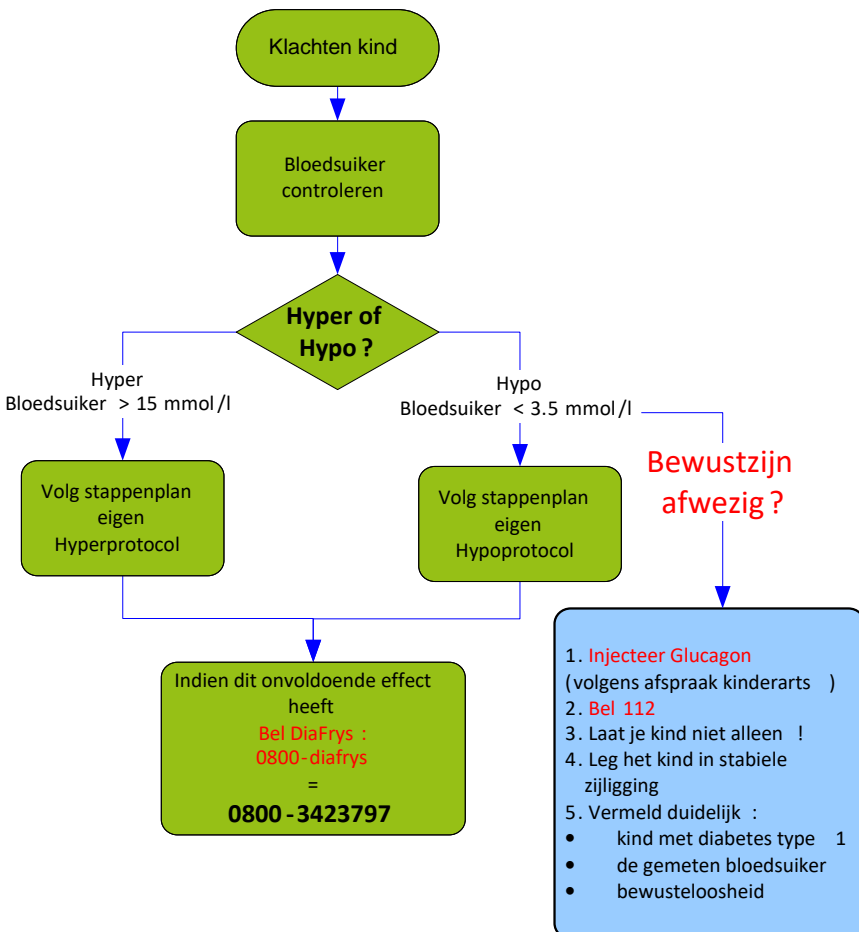 Klachten kind
Bloedsuiker
controleren
Hyper of
Hypo ?
Hyper
Bloedsuiker > 15 mmol/l
Hypo
Bloedsuiker < 3.5 mmol/l
Bewustzijn
afwezig ?
Volg stappenplan
eigen
Hyperprotocol
Volg stappenplan
eigen
Hypoprotocol
Indien dit onvoldoende effect
heeft
Bel DiaFrys :
0800-diafrys
=
0800-3423797
1. Injecteer Glucagon
(volgens afspraak kinderarts )
2. Bel 112
3. Laat je kind niet alleen !
4. Leg het kind in stabiele
zijligging
5. Vermeld duidelijk :
• kind met diabetes type 1
• de gemeten bloedsuiker
• bewusteloosheid